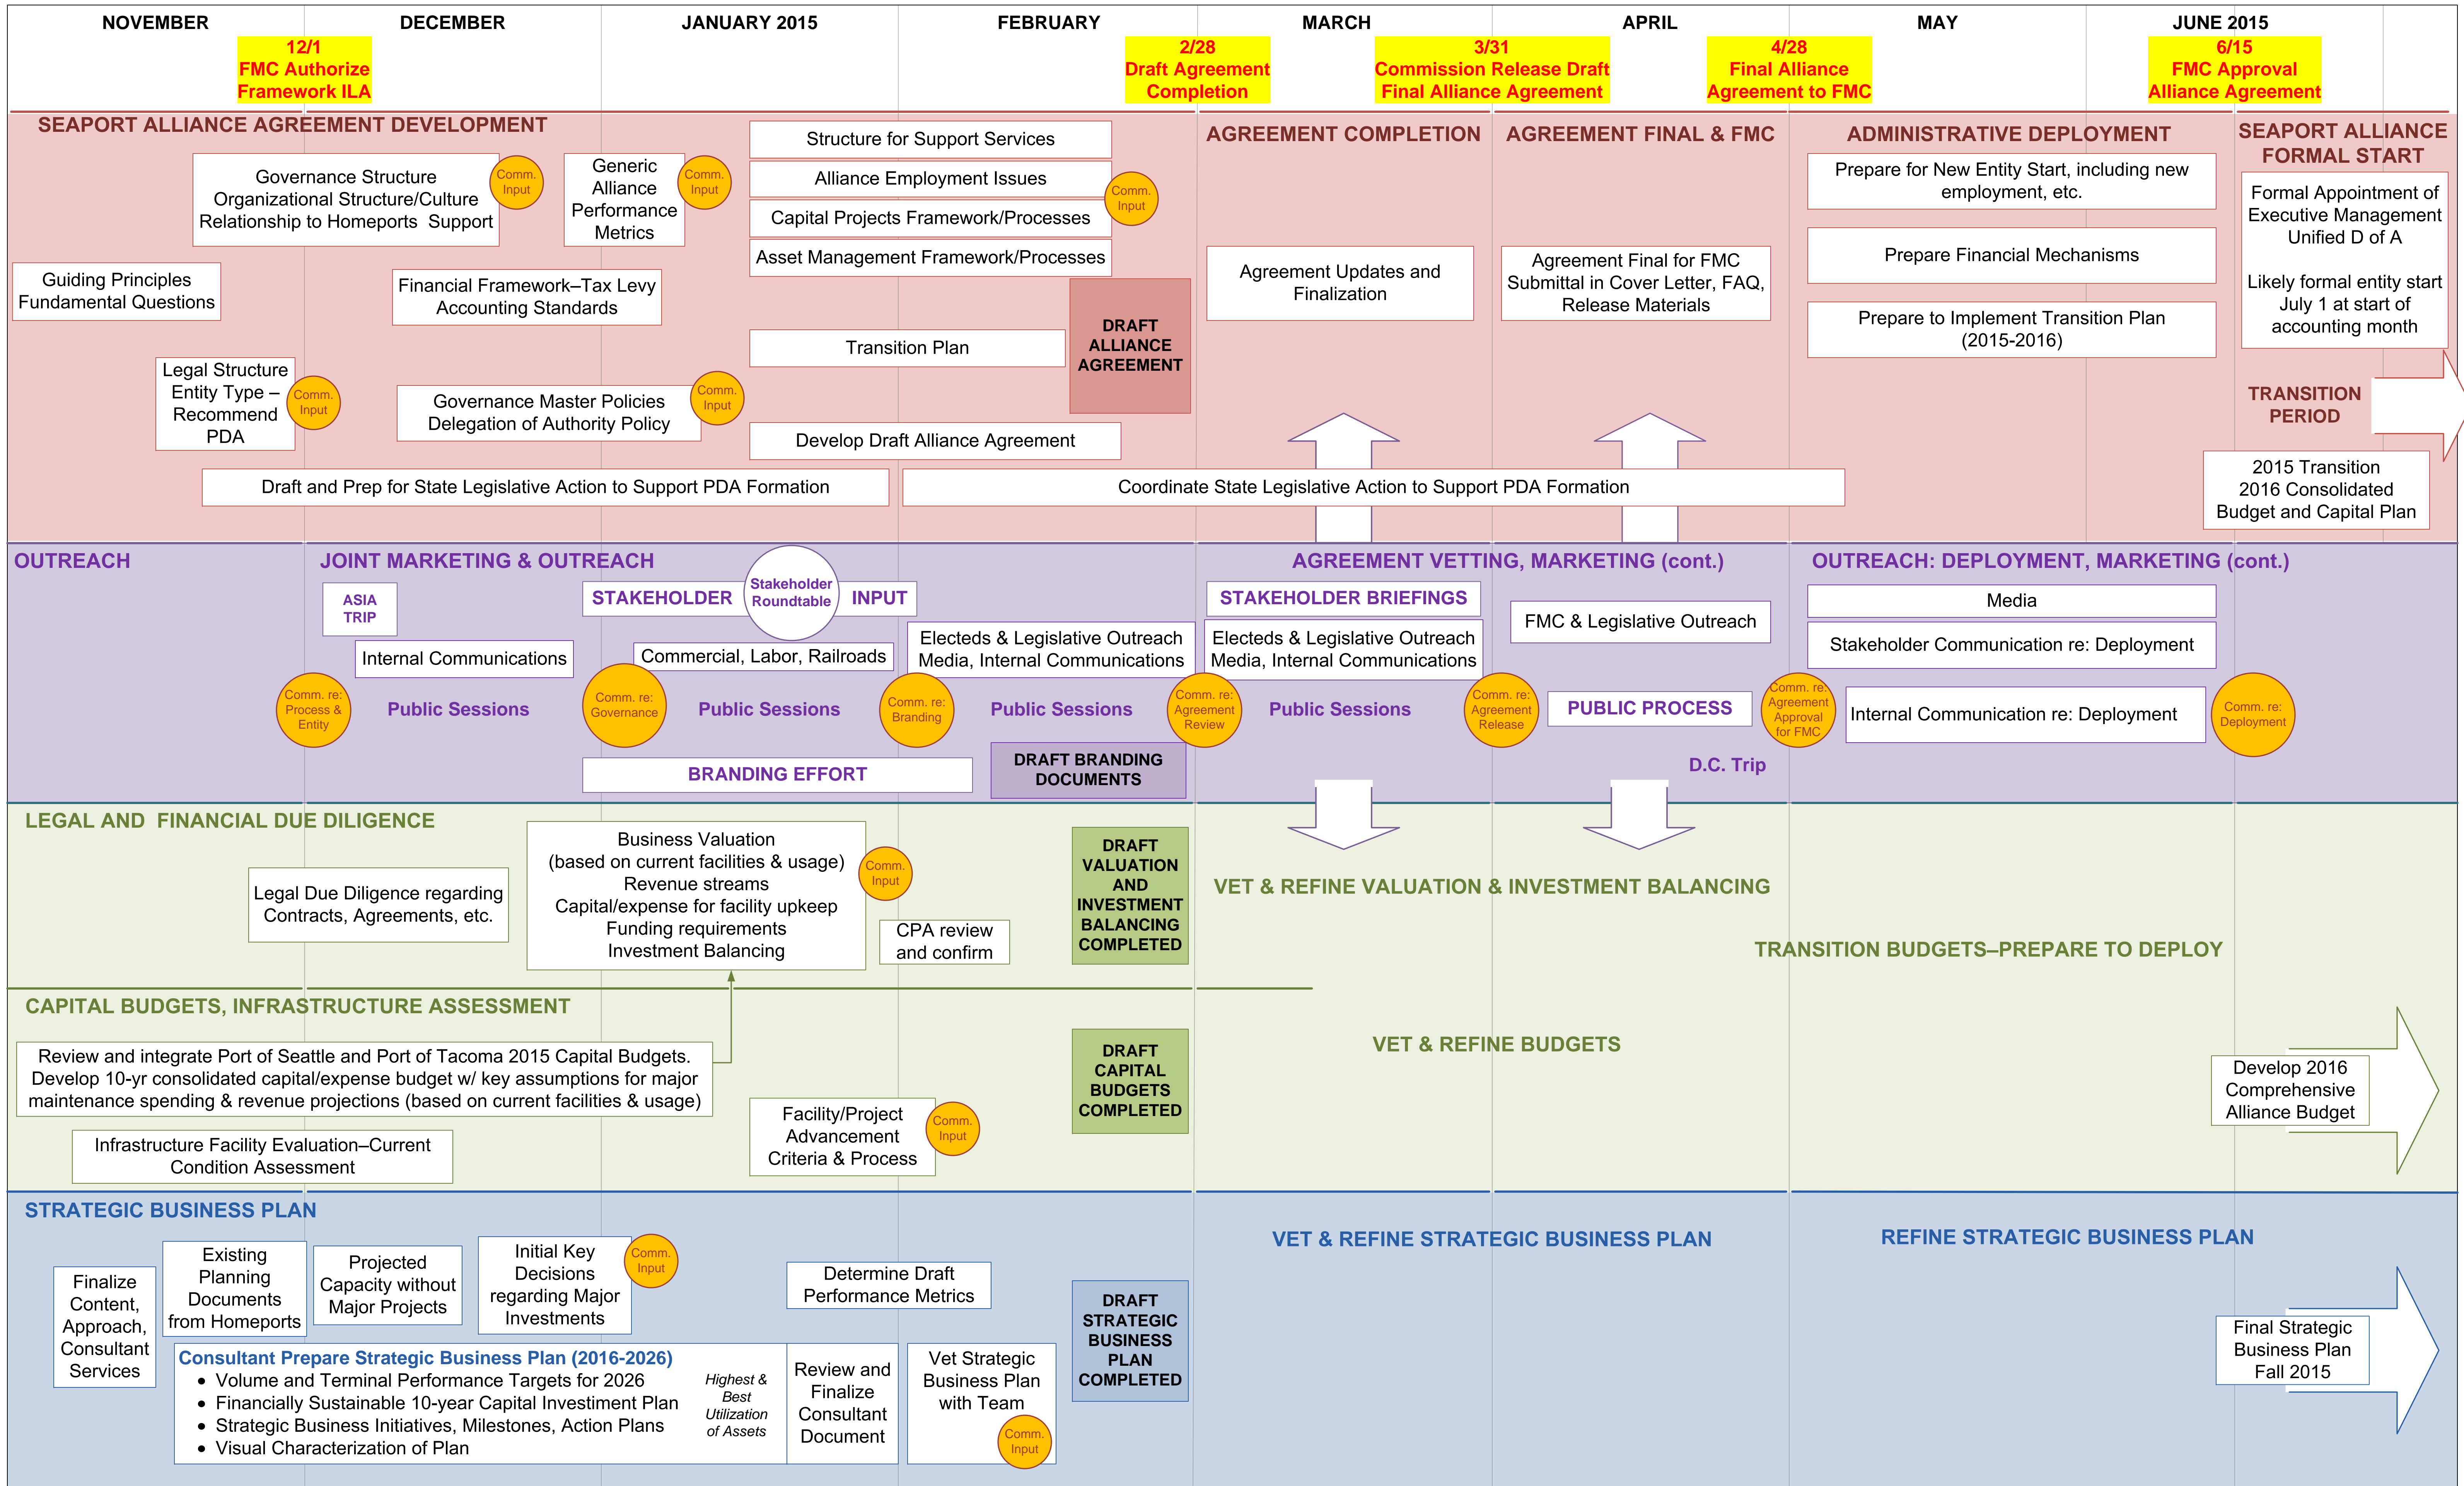 NOVEMBER
DECEMBER
JANUARY 2015
FEBRUARY
MARCH
APRIL
MAY
JUNE 2015
12/1
FMC Authorize
Framework ILA
2/28
Draft Agreement
Completion
3/31
Commission Release Draft
Final Alliance Agreement
4/28
Final Alliance
Agreement to FMC
6/15
FMC Approval
Alliance Agreement
SEAPORT ALLIANCE AGREEMENT DEVELOPMENT
Governance Structure
Organizational Structure/Culture
Relationship to Homeports  Support
Comm.
Input
Generic
Alliance
Performance
Metrics
Comm.
Input
Structure for Support Services
Alliance Employment Issues
Capital Projects Framework/Processes
Asset Management Framework/Processes
Comm.
Input
Guiding Principles
Fundamental Questions
Financial Framework–Tax Levy
Accounting Standards
Legal Structure
Entity Type –
Recommend
PDA
Comm.
Input
Governance Master Policies
Delegation of Authority Policy
Comm.
Input
Transition Plan
Develop Draft Alliance Agreement
DRAFT
ALLIANCE
AGREEMENT
Draft and Prep for State Legislative Action to Support PDA Formation
Coordinate State Legislative Action to Support PDA Formation
AGREEMENT COMPLETION
Agreement Updates and
Finalization
AGREEMENT FINAL & FMC
Agreement Final for FMC
Submittal in Cover Letter, FAQ,
Release Materials
ADMINISTRATIVE DEPLOYMENT
Prepare for New Entity Start, including new
employment, etc.
Prepare Financial Mechanisms
Prepare to Implement Transition Plan
(2015-2016)
SEAPORT ALLIANCE
FORMAL START
Formal Appointment of
Executive Management
Unified D of A
Likely formal entity start
July 1 at start of
accounting month
TRANSITION
PERIOD
2015 Transition
2016 Consolidated
Budget and Capital Plan
OUTREACH
JOINT MARKETING & OUTREACH
AGREEMENT VETTING, MARKETING (cont.)
OUTREACH: DEPLOYMENT, MARKETING (cont.)
ASIA
TRIP
STAKEHOLDER
Stakeholder
Roundtable
INPUT
STAKEHOLDER BRIEFINGS
Internal Communications
Commercial, Labor, Railroads
Electeds & Legislative Outreach
Media, Internal Communications
Electeds & Legislative Outreach
Media, Internal Communications
FMC & Legislative Outreach
Media
Stakeholder Communication re: Deployment
Comm. re:
Process &
Entity
Public Sessions
Comm. re:
Governance
Public Sessions
Comm. re:
Branding
Public Sessions
Comm. re:
Agreement
Review
Public Sessions
Comm. re:
Agreement
Release
PUBLIC PROCESS
Comm. re:
Agreement
Approval
for FMC
Internal Communication re: Deployment
Comm. re:
Deployment
BRANDING EFFORT
DRAFT BRANDING
DOCUMENTS
D.C. Trip
LEGAL AND  FINANCIAL DUE DILIGENCE
Legal Due Diligence regarding
Contracts, Agreements, etc.
Business Valuation
(based on current facilities & usage)
Revenue streams
Capital/expense for facility upkeep
Funding requirements
Investment Balancing
Comm.
Input
CPA review
and confirm
DRAFT
VALUATION
AND
INVESTMENT
BALANCING
COMPLETED
VET & REFINE VALUATION & INVESTMENT BALANCING
TRANSITION BUDGETS–PREPARE TO DEPLOY
CAPITAL BUDGETS, INFRASTRUCTURE ASSESSMENT
Review and integrate Port of Seattle and Port of Tacoma 2015 Capital Budgets.
Develop 10-yr consolidated capital/expense budget w/ key assumptions for major
maintenance spending & revenue projections (based on current facilities & usage)
Infrastructure Facility Evaluation–Current
Condition Assessment
Facility/Project
Advancement
Criteria & Process
Comm.
Input
DRAFT
CAPITAL
BUDGETS
COMPLETED
VET & REFINE BUDGETS
Develop 2016
Comprehensive
Alliance Budget
STRATEGIC BUSINESS PLAN
Finalize
Content,
Approach,
Consultant
Services
Existing
Planning
Documents
from Homeports
Projected
Capacity without
Major Projects
Initial Key
Decisions
regarding Major
Investments
Comm.
Input
Determine Draft
Performance Metrics
Consultant Prepare Strategic Business Plan (2016-2026)
• Volume and Terminal Performance Targets for 2026
• Financially Sustainable 10-year Capital Investiment Plan
• Strategic Business Initiatives, Milestones, Action Plans
• Visual Characterization of Plan
Highest &
Best
Utilization
of Assets
Review and
Finalize
Consultant
Document
Vet Strategic
Business Plan
with Team
Comm.
Input
DRAFT
STRATEGIC
BUSINESS
PLAN
COMPLETED
VET & REFINE STRATEGIC BUSINESS PLAN
REFINE STRATEGIC BUSINESS PLAN
Final Strategic
Business Plan
Fall 2015